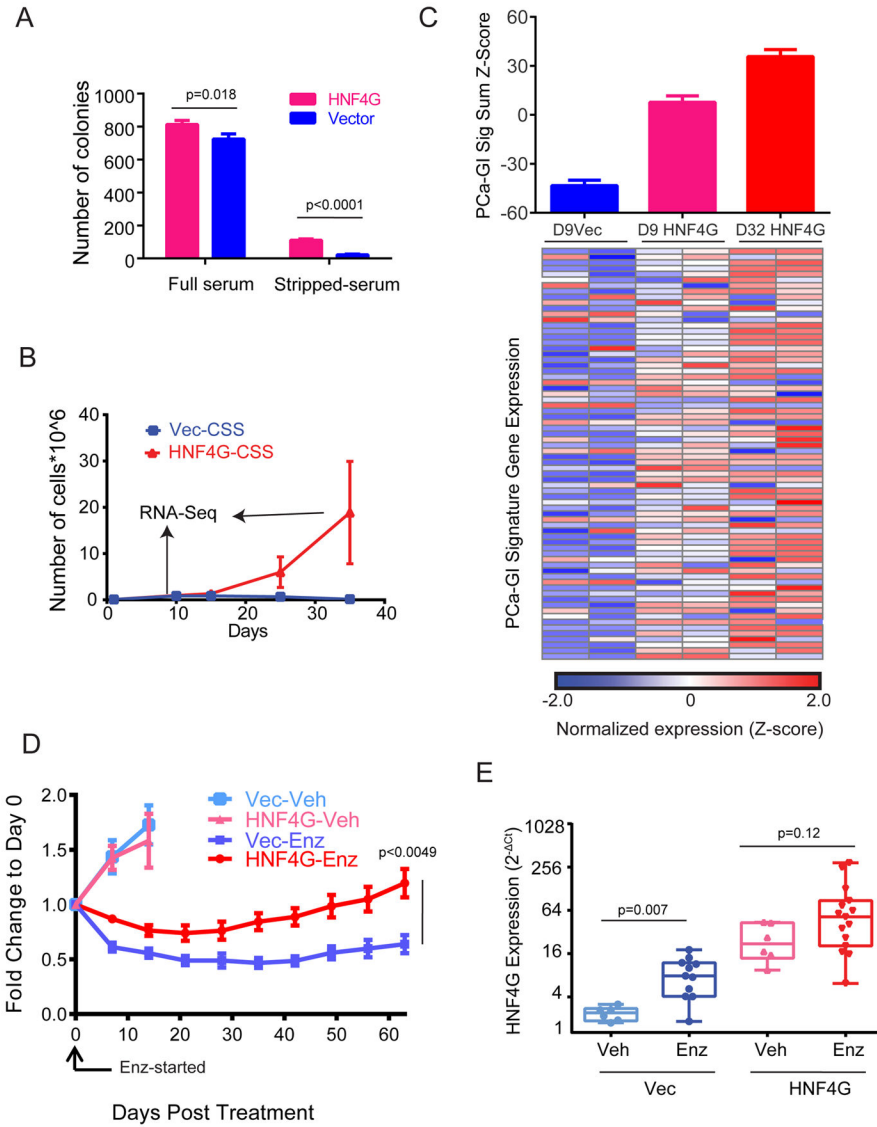 A
Number of colonies
1000
800
600
400
200
0
p=0.018
HNF4G
Vector
p<0.0001
Full serum
Stripped-serum
B
Number of cells*10^6
40
30
20
10
0
Vec-CSS
HNF4G-CSS
RNA-Seq
0 10 20 30 40
Days
C
PCa-GI Sig Sum Z-Score
60
30
0
-30
-60
D9Vec D9 HNF4G D32 HNF4G
PCa-GI Signature Gene Expression
-2.0 0 2.0
Normalized expression (Z-score)
D
Fold Change to Day 0
2.0
1.5
1.0
0.5
0.0
Vec-Veh
HNF4G-Veh
Vec-Enz
HNF4G-Enz
p<0.0049
0 10 20 30 40 50 60
Enz-started
Days Post Treatment
E
HNF4G Expression (2^-ΔCt)
1028
256
64
16
4
1
p=0.007
p=0.12
Veh Enz Veh Enz
Vec HNF4G